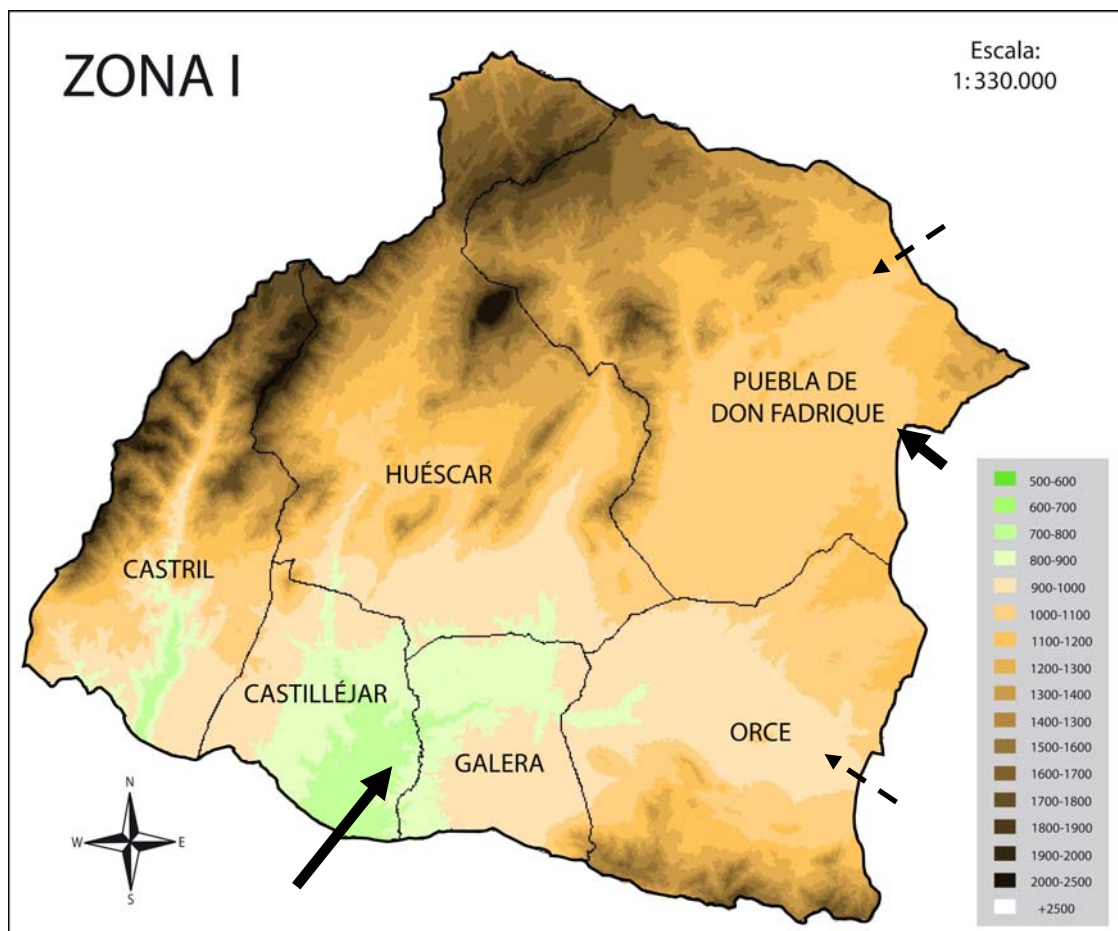 ZONA I
Escala:
1:330.000
PUEBLA DE
DON FADRIQUE
HUÉSCAR
CASTRIL
CASTILLÉJAR
GALERA
ORCE
N
W
E
S
500-600
600-700
700-800
800-900
900-1000
1000-1100
1100-1200
1200-1300
1300-1400
1400-1300
1500-1600
1600-1700
1700-1800
1800-1900
1900-2000
2000-2500
+2500